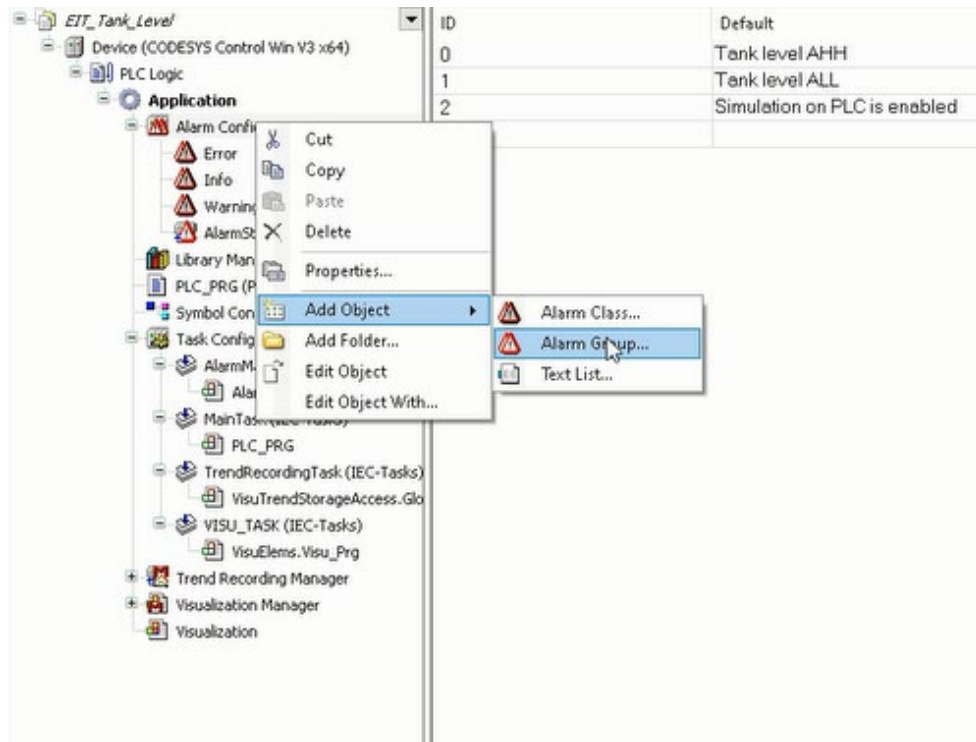 EIT_Tank_Level
Device (CODESYS Control Win V3 x64)
PLC Logic
Application
Alarm Confi
Error
Info
Warning
AlarmSt
Library Man
PLC_PRG (P
Symbol Con
Task Config
AlarmM
Ala
MainTask (IEC-Tasks)
PLC_PRG
TrendRecordingTask (IEC-Tasks)
VisuTrendStorageAccess.Glo
VISU_TASK (IEC-Tasks)
VisuElems.Visu_Prg
Trend Recording Manager
Visualization Manager
Visualization
Cut
Copy
Paste
Delete
Properties...
Add Object
Add Folder...
Edit Object
Edit Object With...
Alarm Class...
Alarm Group...
Text List...
ID Default
0 Tank level AHH
1 Tank level ALL
2 Simulation on PLC is enabled